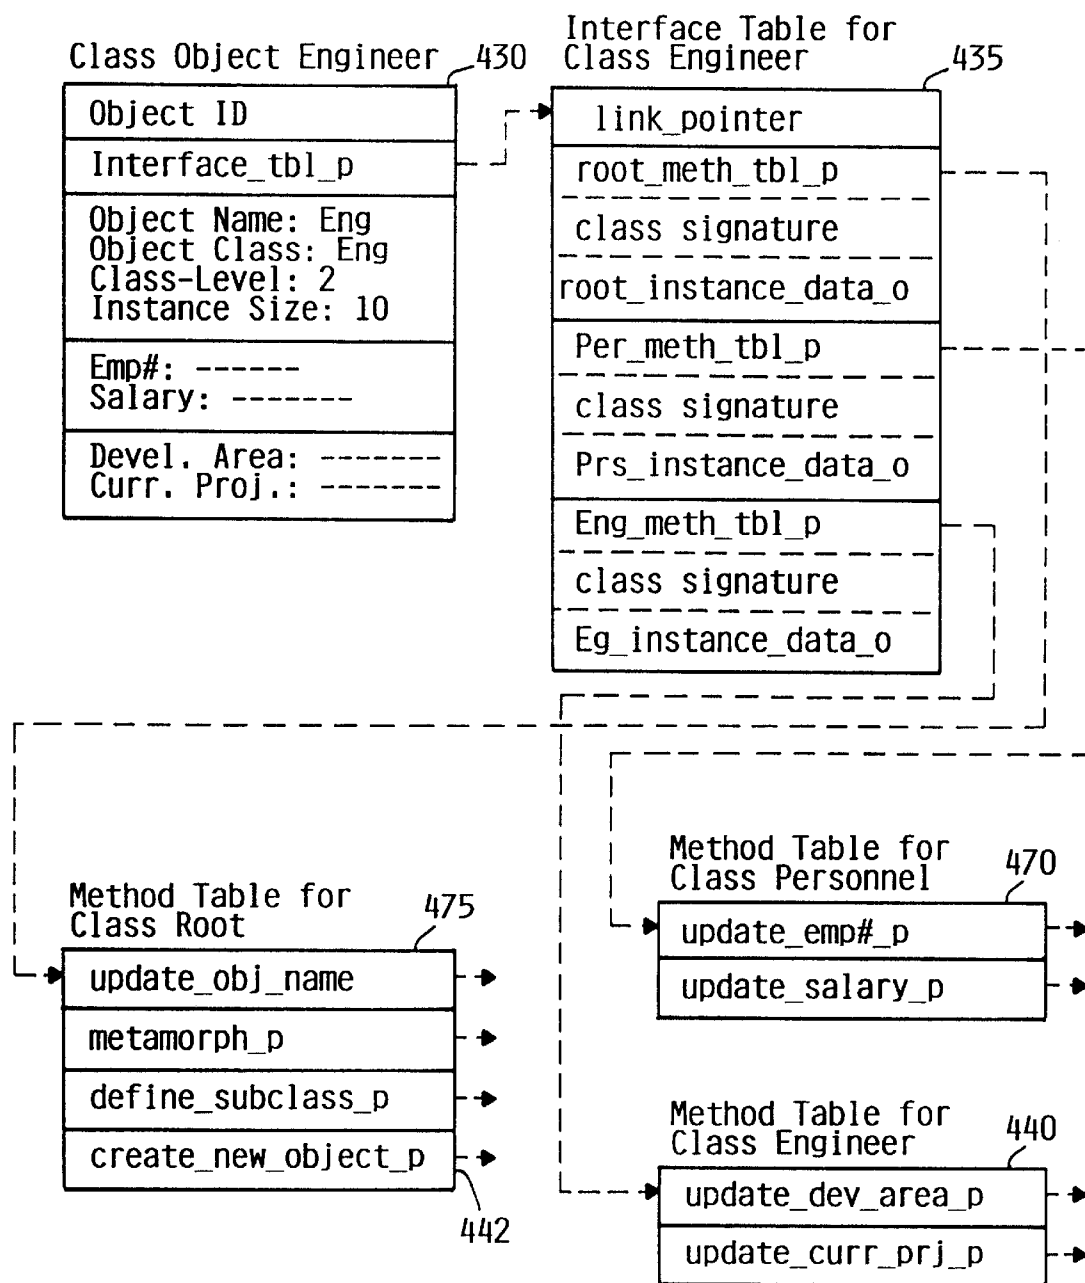 Class Object Engineer
430
Object ID
Interface_tbl_p
Object Name: Eng
Object Class: Eng
Class-Level: 2
Instance Size: 10
Emp#: ------
Salary: -------
Devel. Area: -------
Curr. Proj.: -------
Interface Table for
Class Engineer
435
link_pointer
root_meth_tbl_p
class signature
root_instance_data_o
Per_meth_tbl_p
class signature
Prs_instance_data_o
Eng_meth_tbl_p
class signature
Eg_instance_data_o
Method Table for
Class Root
475
update_obj_name
metamorph_p
define_subclass_p
create_new_object_p
442
Method Table for
Class Personnel
470
update_emp#_p
update_salary_p
Method Table for
Class Engineer
440
update_dev_area_p
update_curr_prj_p